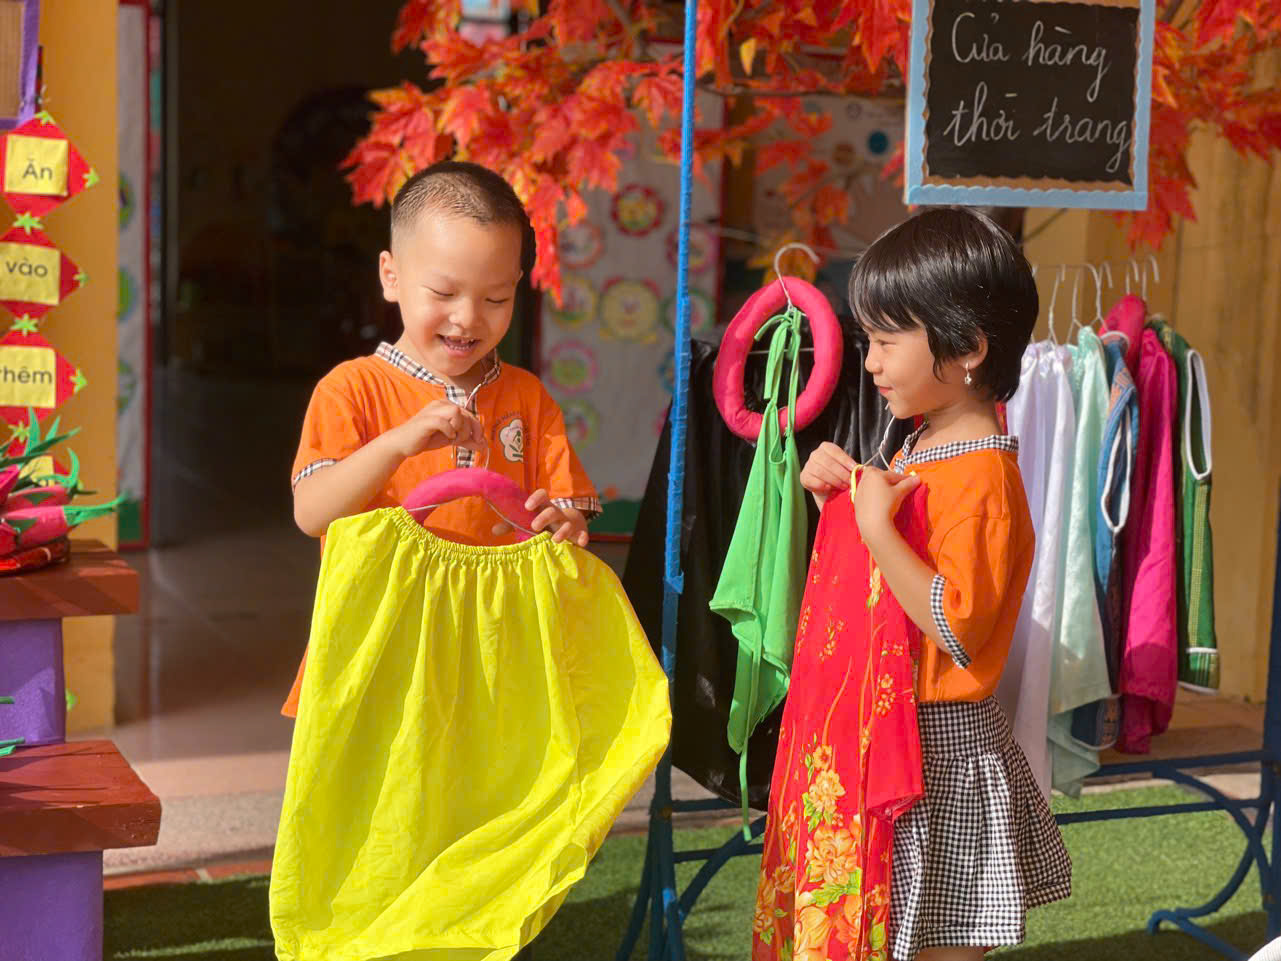 Cửa hàng
thời trang
Ăn
vào
thêm